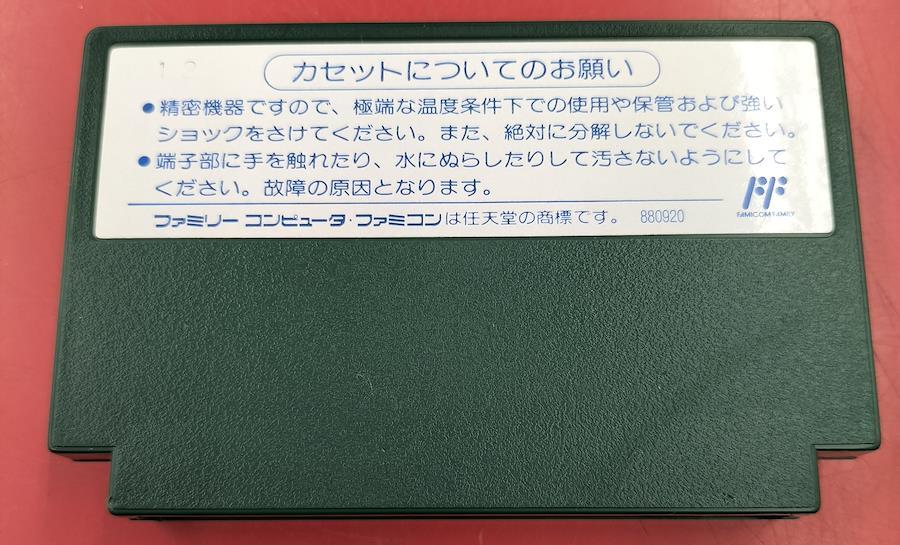 12
カセットについてのお願い
●精密機器ですので、極端な温度条件下での使用や保管および強い
ショックをさけてください。また、絶対に分解しないでください。
●端子部に手を触れたり、水にぬらしたりして汚さないようにして
ください。故障の原因となります。
ファミリー コンピュータ・ファミコンは任天堂の商標です。 880920
FF
FAMICOM FAMILY